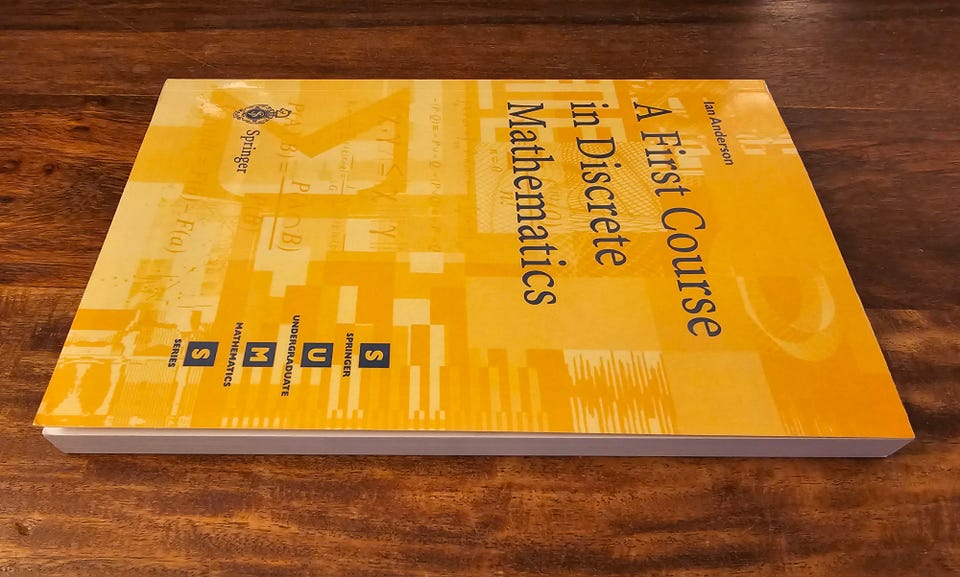 Ian Anderson
A First Course
in Discrete
Mathematics
S
SPRINGER
U
UNDERGRADUATE
M
MATHEMATICS
S
SERIES
Springer